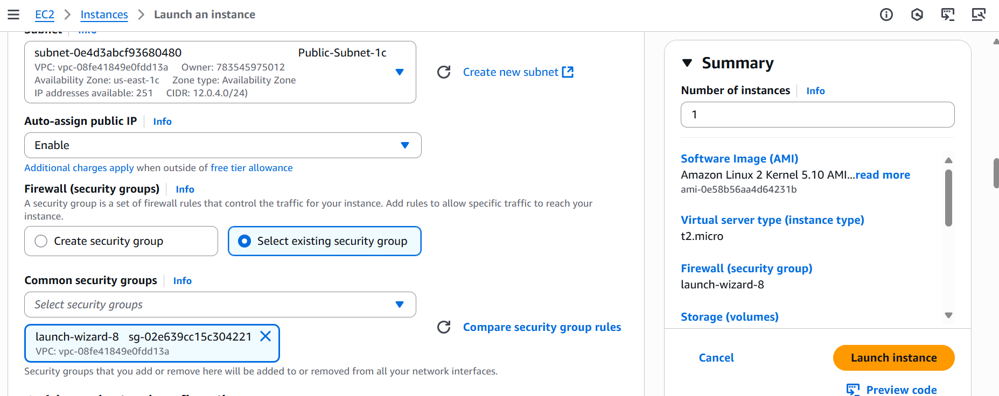 EC2 > Instances > Launch an instance
Subnet Info
subnet-0e4d3abcf93680480 Public-Subnet-1c
VPC: vpc-08fe41849e0fdd13a Owner: 783545975012
Availability Zone: us-east-1c Zone type: Availability Zone
IP addresses available: 251 CIDR: 12.0.4.0/24)
Create new subnet
Auto-assign public IP Info
Enable
Additional charges apply when outside of free tier allowance
Firewall (security groups) Info
A security group is a set of firewall rules that control the traffic for your instance. Add rules to allow specific traffic to reach your
instance.
Create security group
Select existing security group
Common security groups Info
Select security groups
launch-wizard-8 sg-02e639cc15c304221
VPC: vpc-08fe41849e0fdd13a
Compare security group rules
Security groups that you add or remove here will be added to or removed from all your network interfaces.
Summary
Number of instances Info
1
Software Image (AMI)
Amazon Linux 2 Kernel 5.10 AMI...read more
ami-0e58b56aa4d64231b
Virtual server type (instance type)
t2.micro
Firewall (security group)
launch-wizard-8
Storage (volumes)
Cancel
Launch instance
Preview code